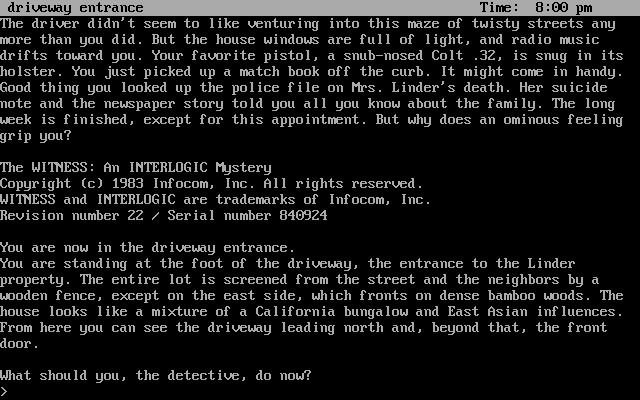 driveway entrance Time: 8:00 pm
The driver didn't seem to like venturing into this maze of twisty streets any
more than you did. But the house windows are full of light, and radio music
drifts toward you. Your favorite pistol, a snub-nosed Colt .32, is snug in its
holster. You just picked up a match book off the curb. It might come in handy.
Good thing you looked up the police file on Mrs. Linder's death. Her suicide
note and the newspaper story told you all you know about the family. The long
week is finished, except for this appointment. But why does an ominous feeling
grip you?
The WITNESS: An INTERLOGIC Mystery
Copyright (c) 1983 Infocom, Inc. All rights reserved.
WITNESS and INTERLOGIC are trademarks of Infocom, Inc.
Revision number 22 / Serial number 840924
You are now in the driveway entrance.
You are standing at the foot of the driveway, the entrance to the Linder
property. The entire lot is screened from the street and the neighbors by a
wooden fence, except on the east side, which fronts on dense bamboo woods. The
house looks like a mixture of a California bungalow and East Asian influences.
From here you can see the driveway leading north and, beyond that, the front
door.
What should you, the detective, do now?
>